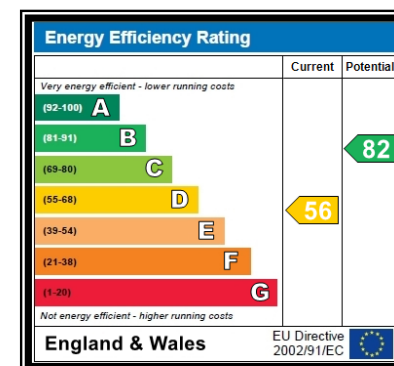 Energy Efficiency Rating
Current Potential
Very energy efficient - lower running costs
(92-100) A
(81-91) B
82
(69-80) C
(55-68) D
56
(39-54) E
(21-38) F
(1-20) G
Not energy efficient - higher running costs
England & Wales
EU Directive
2002/91/EC